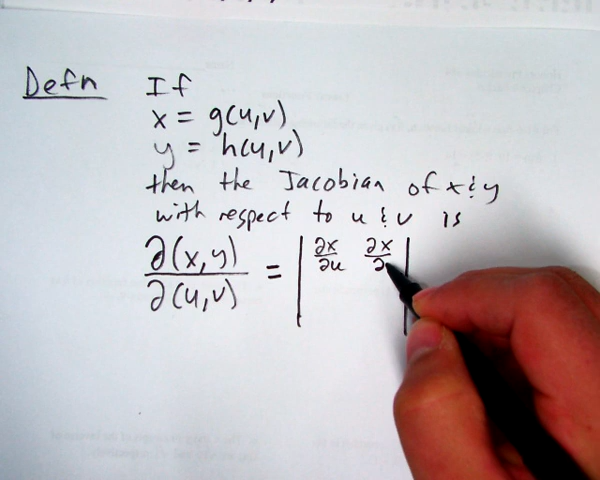 Defn If
x = g(u,v)
y = h(u,v)
then the Jacobian of x & y
with respect to u & v is
∂(x,y)/∂(u,v) = | ∂x/∂u ∂x/∂ |